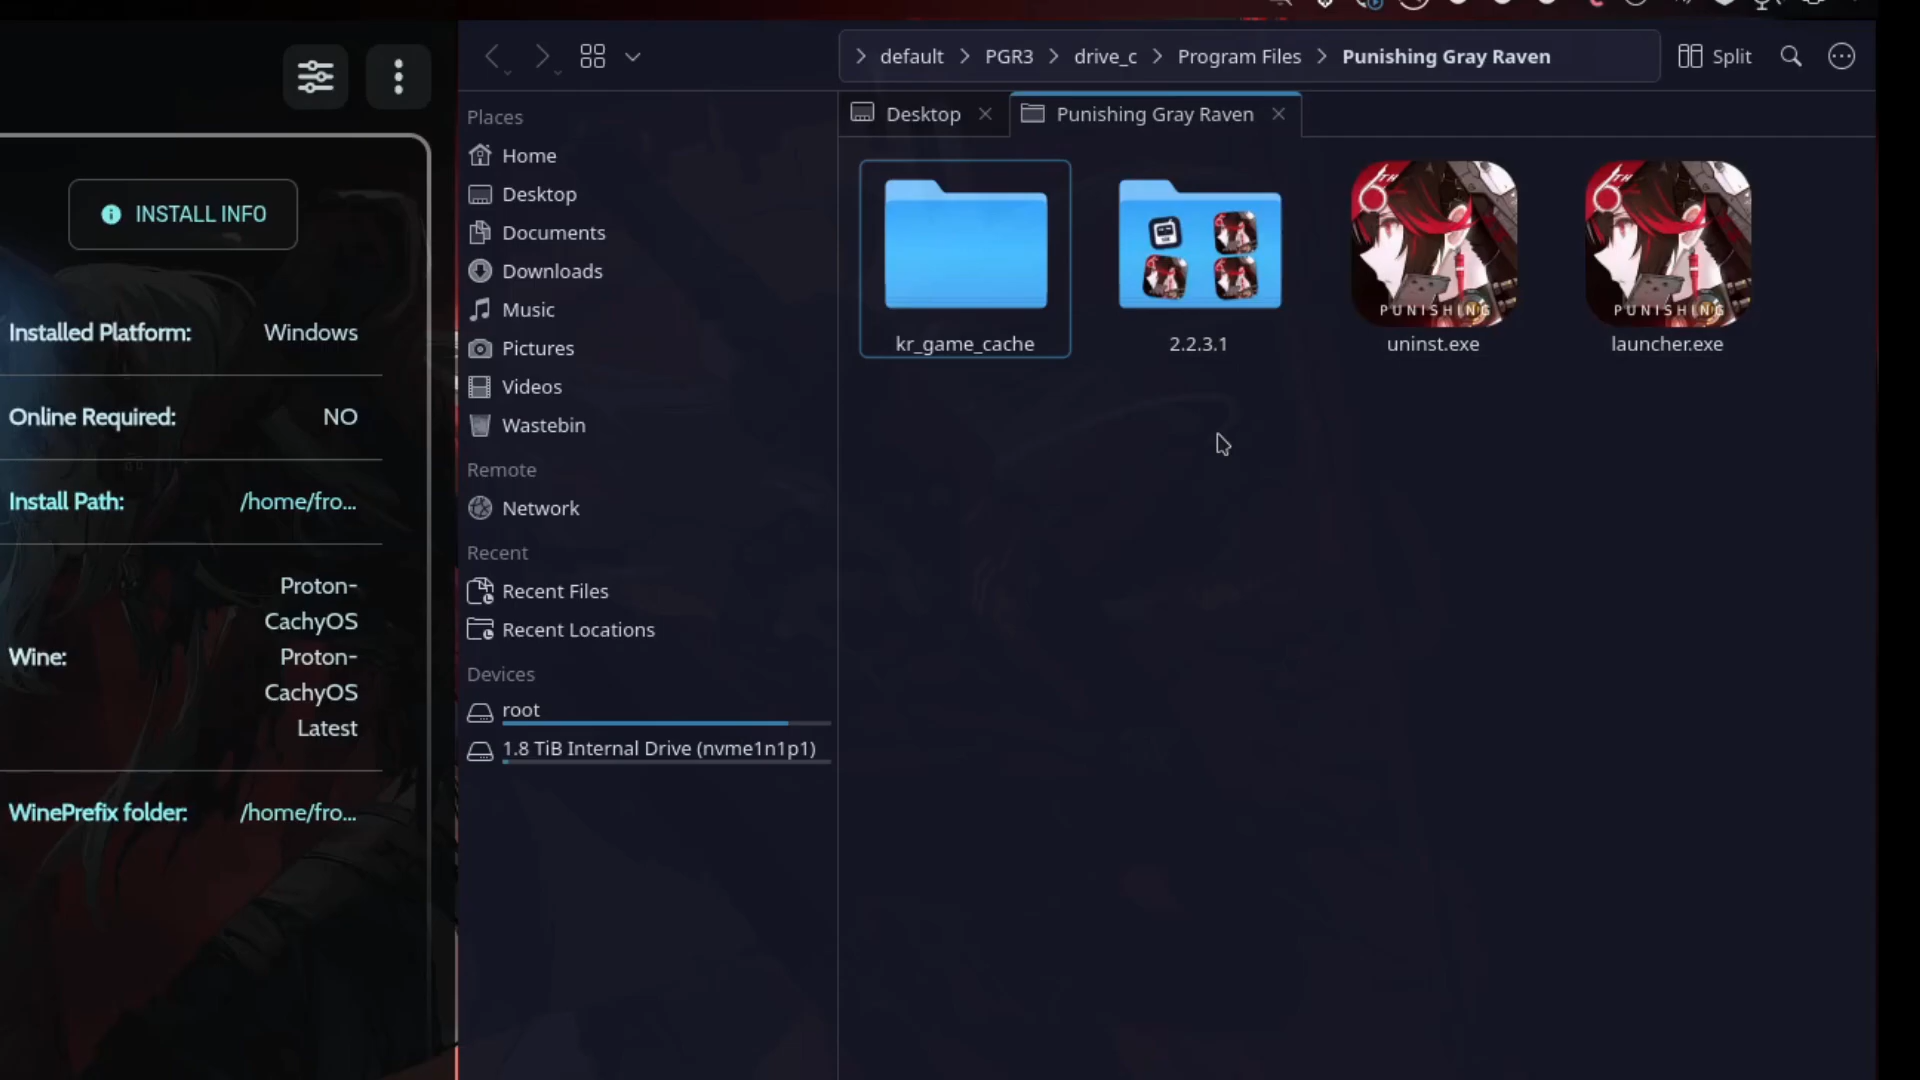 INSTALL INFO
Installed Platform: Windows
Online Required: NO
Install Path: /home/fro...
Wine: Proton-
CachyOS
Proton-
CachyOS
Latest
WinePrefix folder: /home/fro...
default PGR3 drive_c Program Files Punishing Gray Raven
Split
Desktop
Punishing Gray Raven
Places
Home
Desktop
Documents
Downloads
Music
Pictures
Videos
Wastebin
Remote
Network
Recent
Recent Files
Recent Locations
Devices
root
1.8 TiB Internal Drive (nvme1n1p1)
kr_game_cache
2.2.3.1
6TH
PUNISHING
uninst.exe
6TH
PUNISHING
launcher.exe